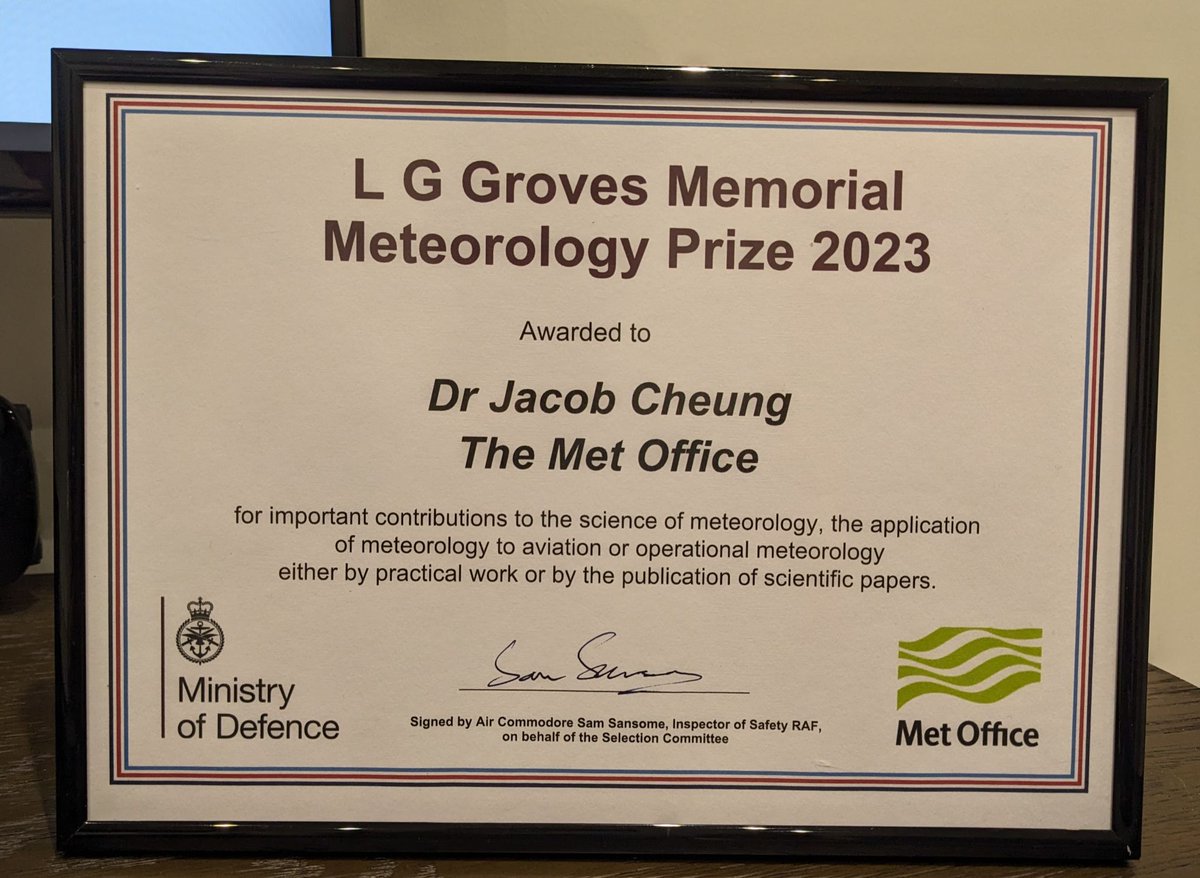 L G Groves Memorial
Meteorology Prize 2023
Awarded to
Dr Jacob Cheung
The Met Office
for important contributions to the science of meteorology, the application
of meteorology to aviation or operational meteorology
either by practical work or by the publication of scientific papers.
Ministry
of Defence
Sam Sansome
Signed by Air Commodore Sam Sansome, Inspector of Safety RAF,
on behalf of the Selection Committee
Met Office